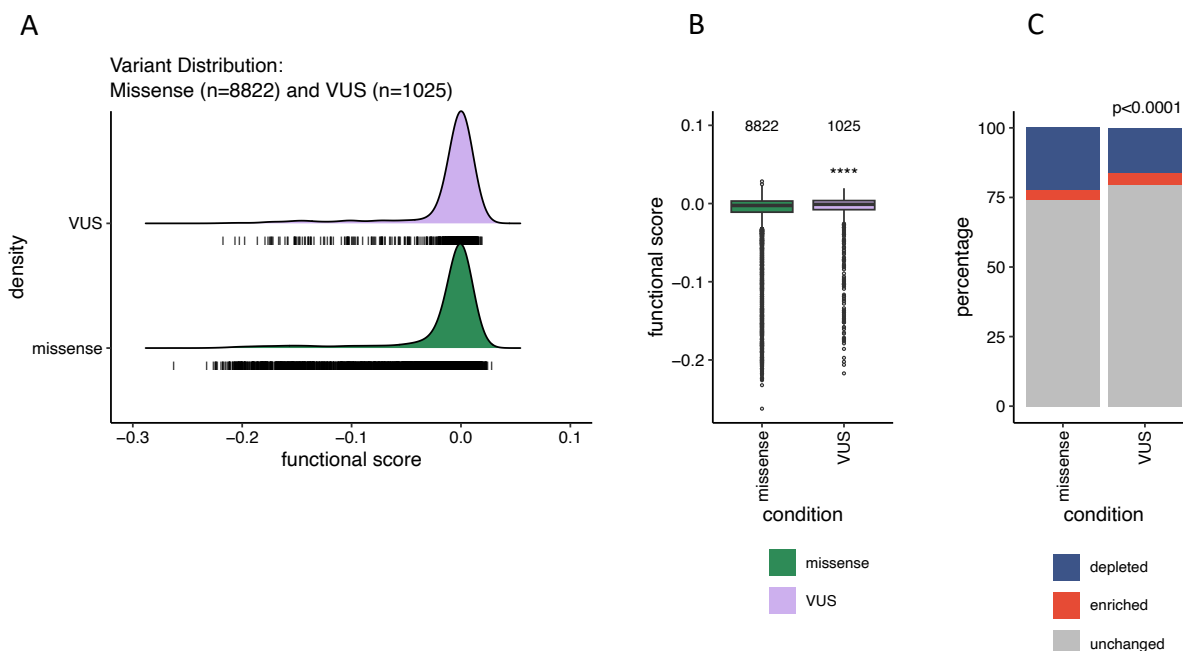 A
Variant Distribution:
Missense (n=8822) and VUS (n=1025)
VUS
missense
density
−0.3
−0.2
−0.1
0.0
0.1
functional score
B
0.1
0.0
−0.1
−0.2
functional score
8822
1025
****
missense
VUS
condition
missense
VUS
C
p<0.0001
100
75
50
25
0
percentage
missense
VUS
condition
depleted
enriched
unchanged